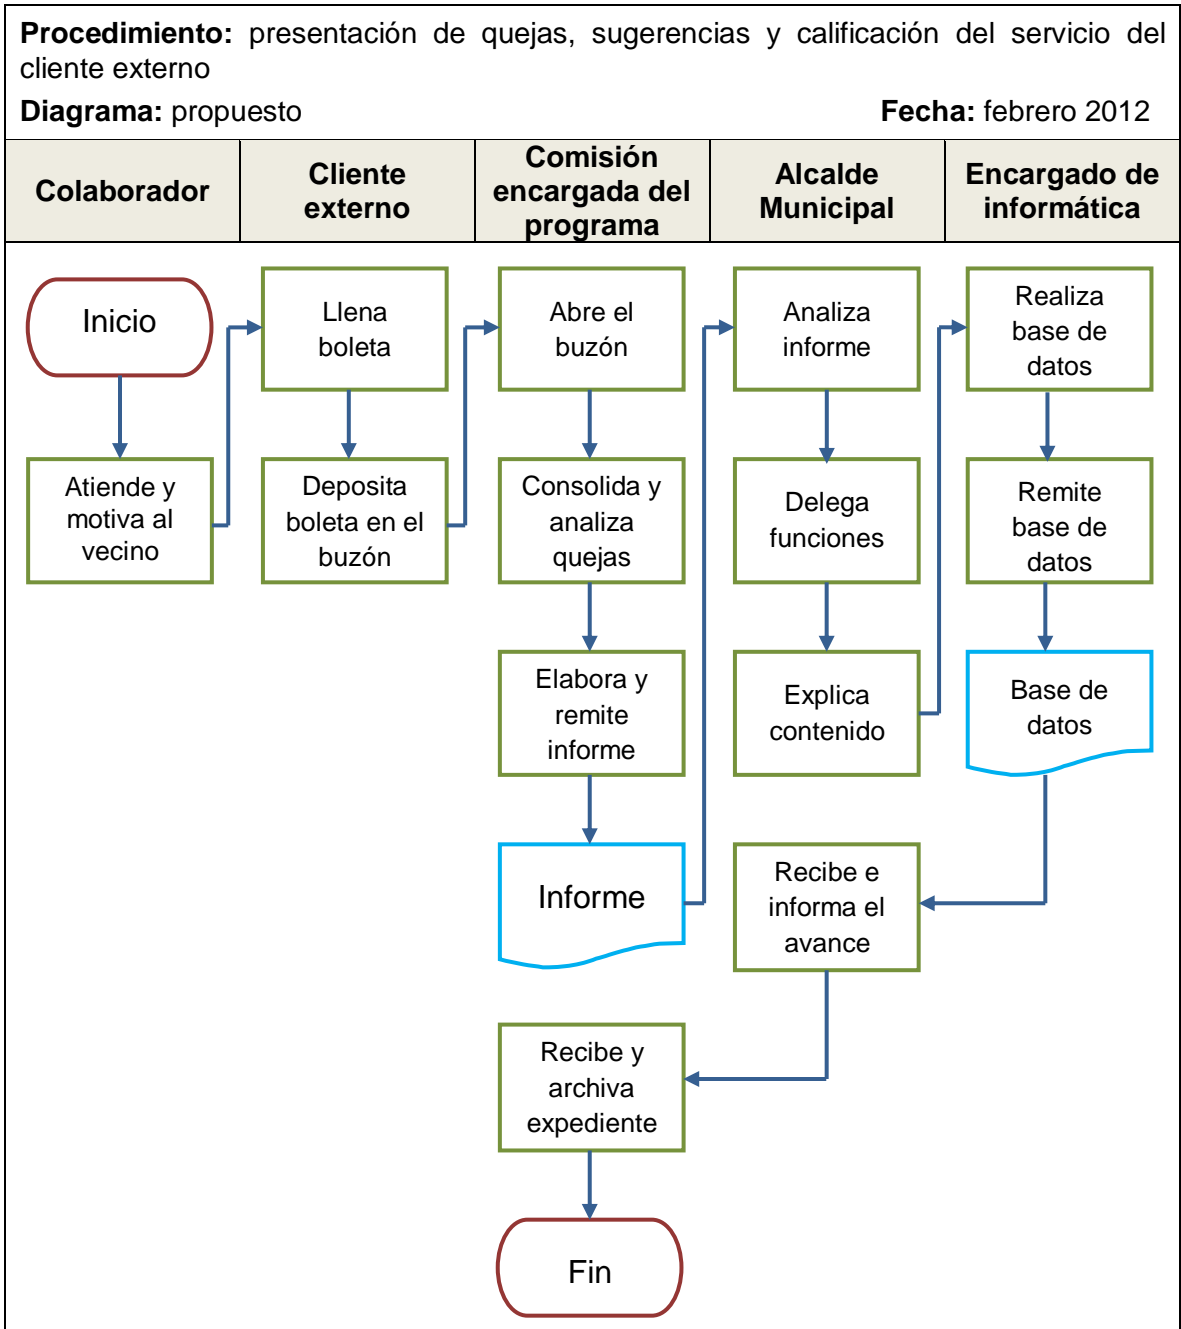 Procedimiento: presentación de quejas, sugerencias y calificación del servicio del
cliente externo
Diagrama: propuesto Fecha: febrero 2012
Colaborador
Cliente
externo
Comisión
encargada del
programa
Alcalde
Municipal
Encargado de
informática
Inicio
Atiende y
motiva al
vecino
Llena
boleta
Deposita
boleta en el
buzón
Abre el
buzón
Consolida y
analiza
quejas
Elabora y
remite
informe
Informe
Analiza
informe
Delega
funciones
Explica
contenido
Realiza
base de
datos
Remite
base de
datos
Base de
datos
Recibe e
informa el
avance
Recibe y
archiva
expediente
Fin